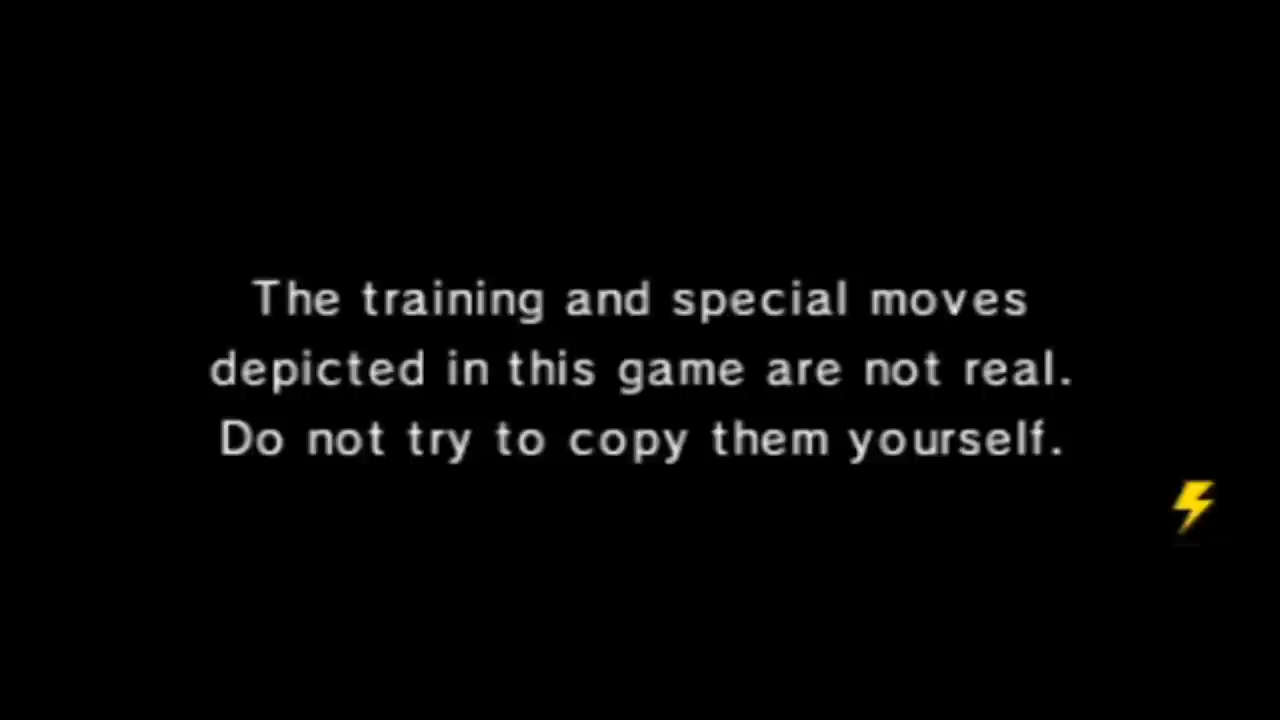 The training and special moves
depicted in this game are not real.
Do not try to copy them yourself.